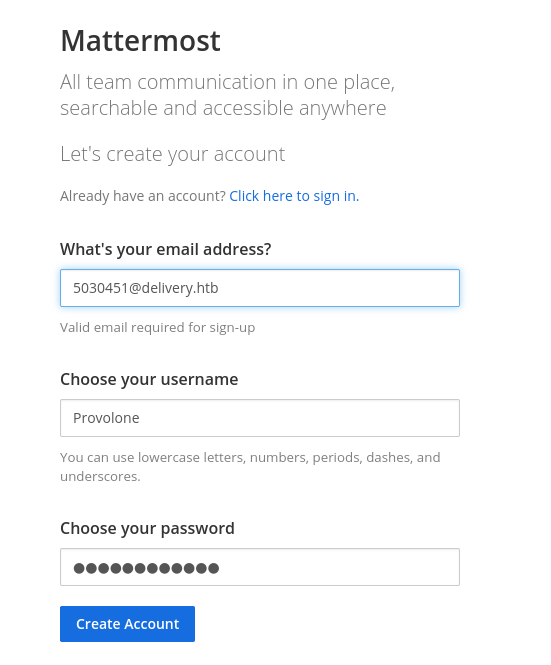 Mattermost
All team communication in one place,
searchable and accessible anywhere
Let's create your account
Already have an account? Click here to sign in.
What's your email address?
5030451@delivery.htb
Valid email required for sign-up
Choose your username
Provolone
You can use lowercase letters, numbers, periods, dashes, and
underscores.
Choose your password
●●●●●●●●●●●●
Create Account